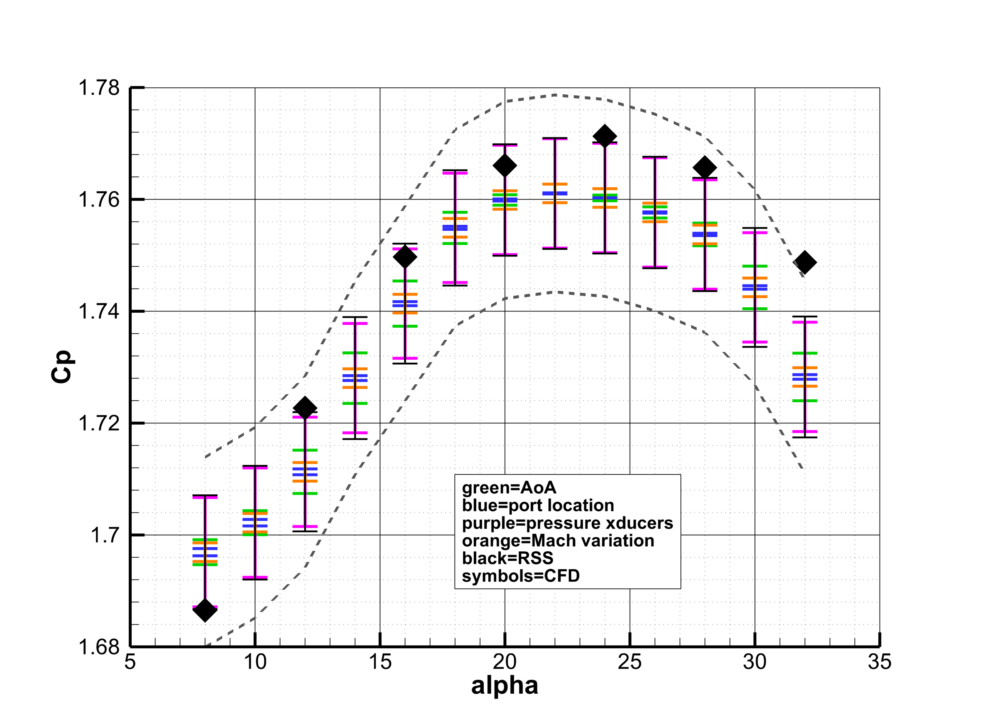 1.78
1.76
1.74
1.72
1.7
1.68
Cp
green=AoA
blue=port location
purple=pressure xducers
orange=Mach variation
black=RSS
symbols=CFD
5 10 15 20 25 30 35
alpha